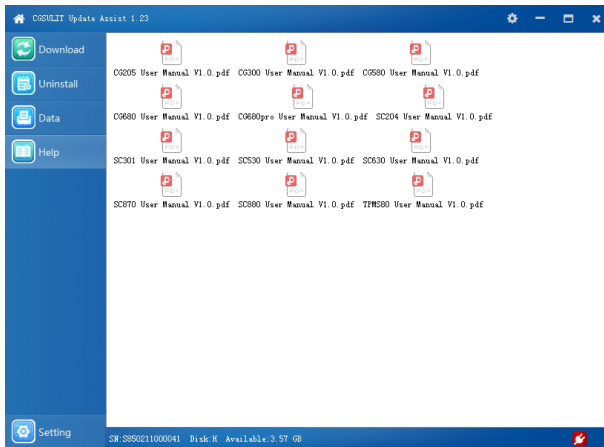 CGSULIT Update Assist 1.23
Download
Uninstall
Data
Help
CG205 User Manual V1.0.pdf CG300 User Manual V1.0.pdf CG580 User Manual V1.0.pdf
CG680 User Manual V1.0.pdf CG680pro User Manual V1.0.pdf SC204 User Manual V1.0.pdf
SC301 User Manual V1.0.pdf SC530 User Manual V1.0.pdf SC630 User Manual V1.0.pdf
SC870 User Manual V1.0.pdf SC880 User Manual V1.0.pdf TPMS80 User Manual V1.0.pdf
Setting
SN:S850211000041 Disk:H Available:3.57 GB